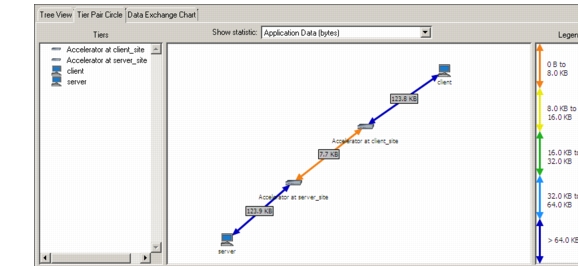 Tree View Tier Pair Circle Data Exchange Chart
Tiers
Show statistic: Application Data (bytes)
Legen
Accelerator at client_site
Accelerator at server_site
client
server
client
123.8 KB
Accelerator at client_site
7.7 KB
Accelerator at server_site
123.9 KB
server
0 B to
8.0 KB
8.0 KB to
16.0 KB
16.0 KB to
32.0 KB
32.0 KB to
64.0 KB
> 64.0 KB